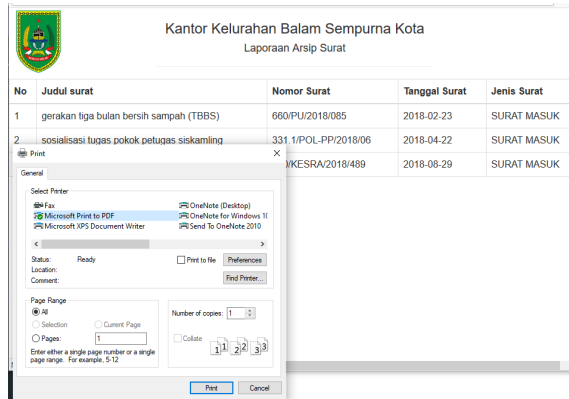 Kantor Kelurahan Balam Sempurna Kota
Laporaan Arsip Surat
No Judul surat Nomor Surat Tanggal Surat Jenis Surat
1 gerakan tiga bulan bersih sampah (TBBS) 660/PU/2018/085 2018-02-23 SURAT MASUK
2 sosialisasi tugas pokok petugas siskamling 331.1/POL-PP/2018/06 2018-04-22 SURAT MASUK
/KESRA/2018/489 2018-08-29 SURAT MASUK
Print
General
Select Printer
Fax OneNote (Desktop)
Microsoft Print to PDF OneNote for Windows 1(
Microsoft XPS Document Writer Send To OneNote 2010
Status: Ready Print to file Preferences
Location:
Comment: Find Printer...
Page Range
All Number of copies: 1
Selection Current Page
Pages: 1 Collate
Enter either a single page number or a single
page range. For example, 5-12
1 1 2 2 3 3
Print Cancel